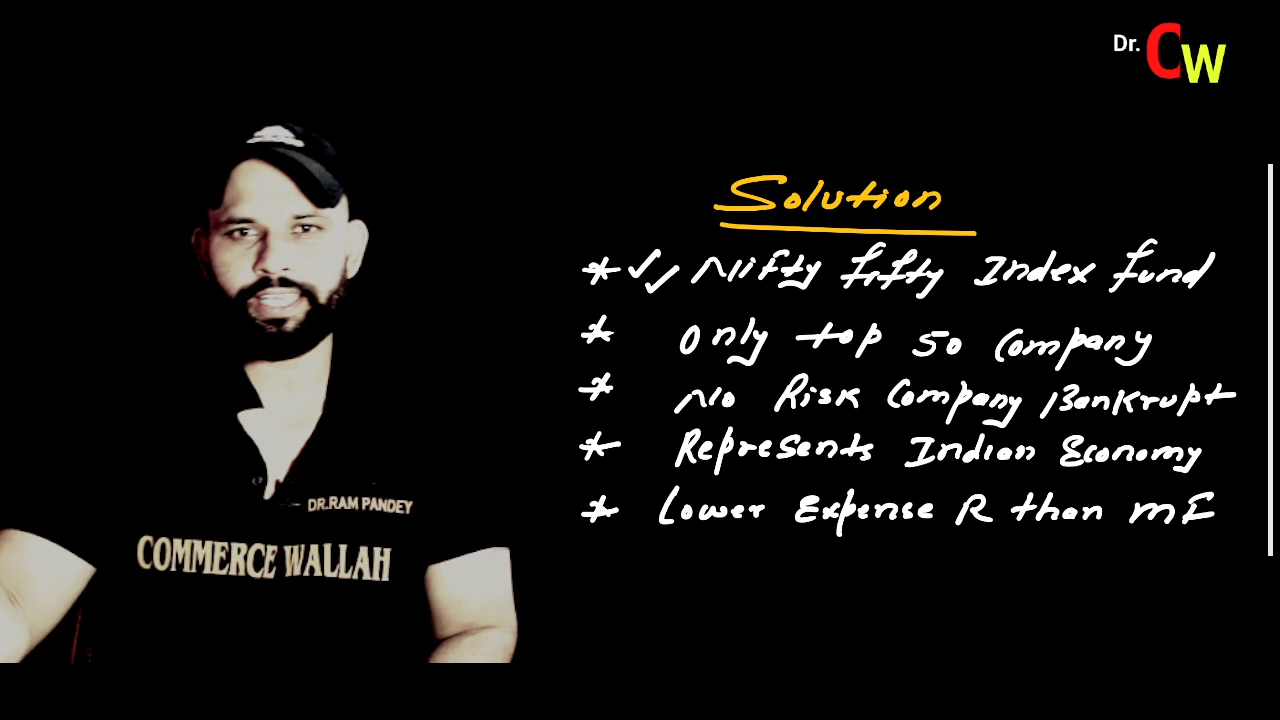 Dr. CW
Solution
* ✓✓ Nifty fifty Index fund
* Only top 50 Company
* No Risk Company Bankrupt
* Represents Indian Economy
* Lower Expense R than MF
DR.RAM PANDEY
COMMERCE WALLAH